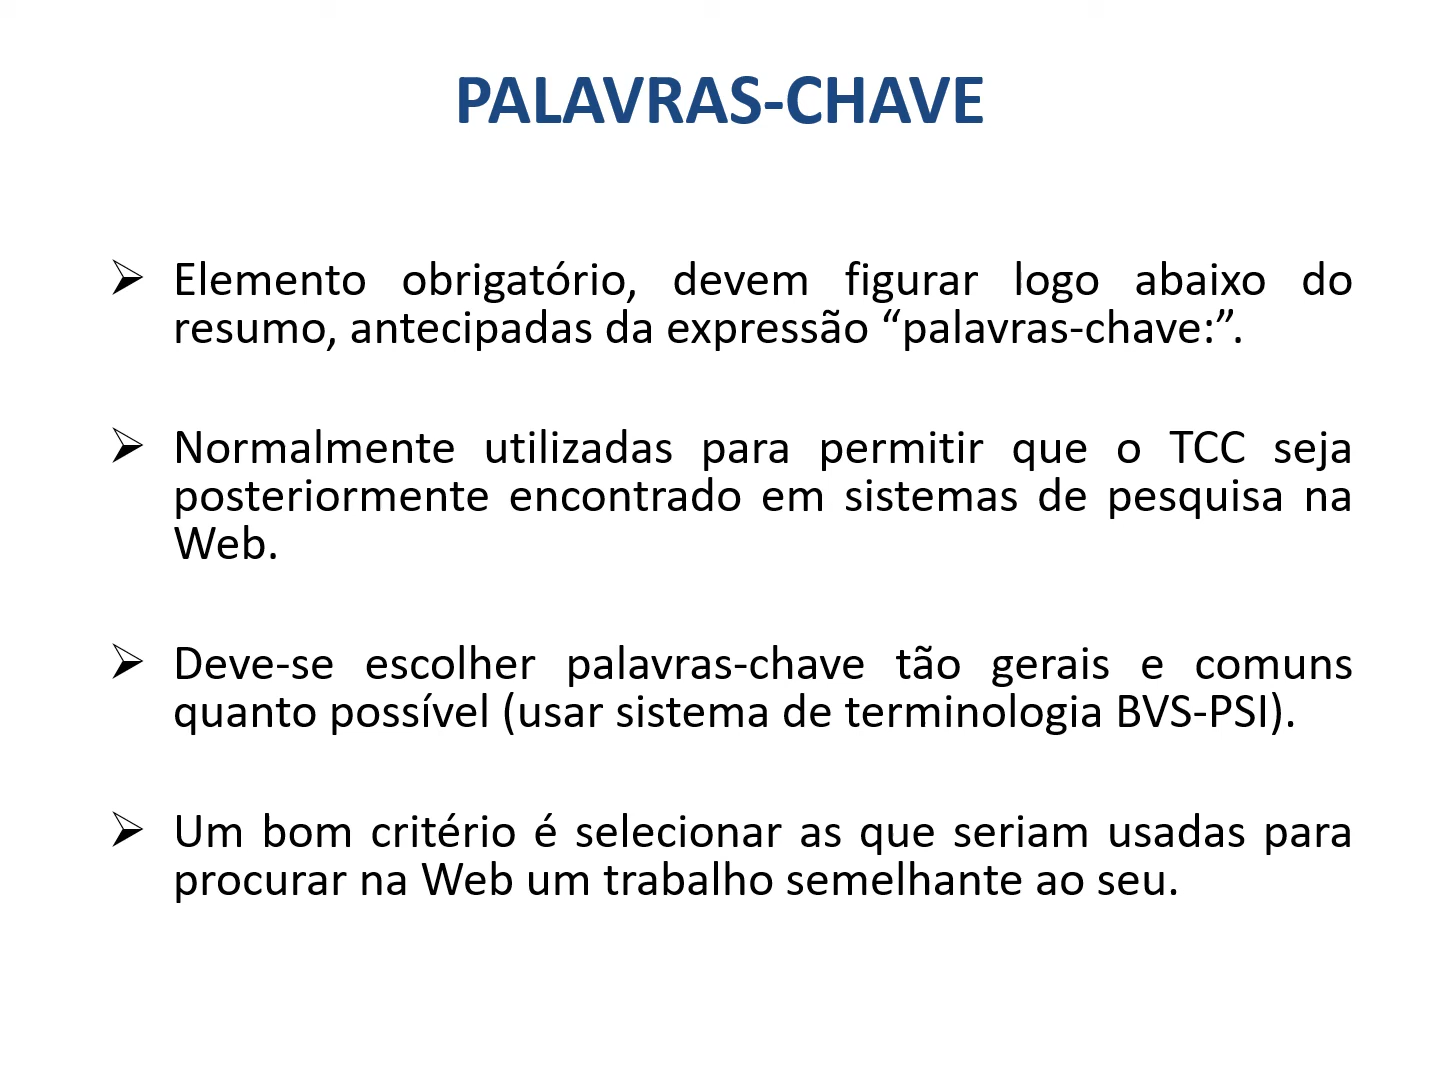 PALAVRAS-CHAVE
➢ Elemento obrigatório, devem figurar logo abaixo do
resumo, antecipadas da expressão “palavras-chave:”.
➢ Normalmente utilizadas para permitir que o TCC seja
posteriormente encontrado em sistemas de pesquisa na
Web.
➢ Deve-se escolher palavras-chave tão gerais e comuns
quanto possível (usar sistema de terminologia BVS-PSI).
➢ Um bom critério é selecionar as que seriam usadas para
procurar na Web um trabalho semelhante ao seu.